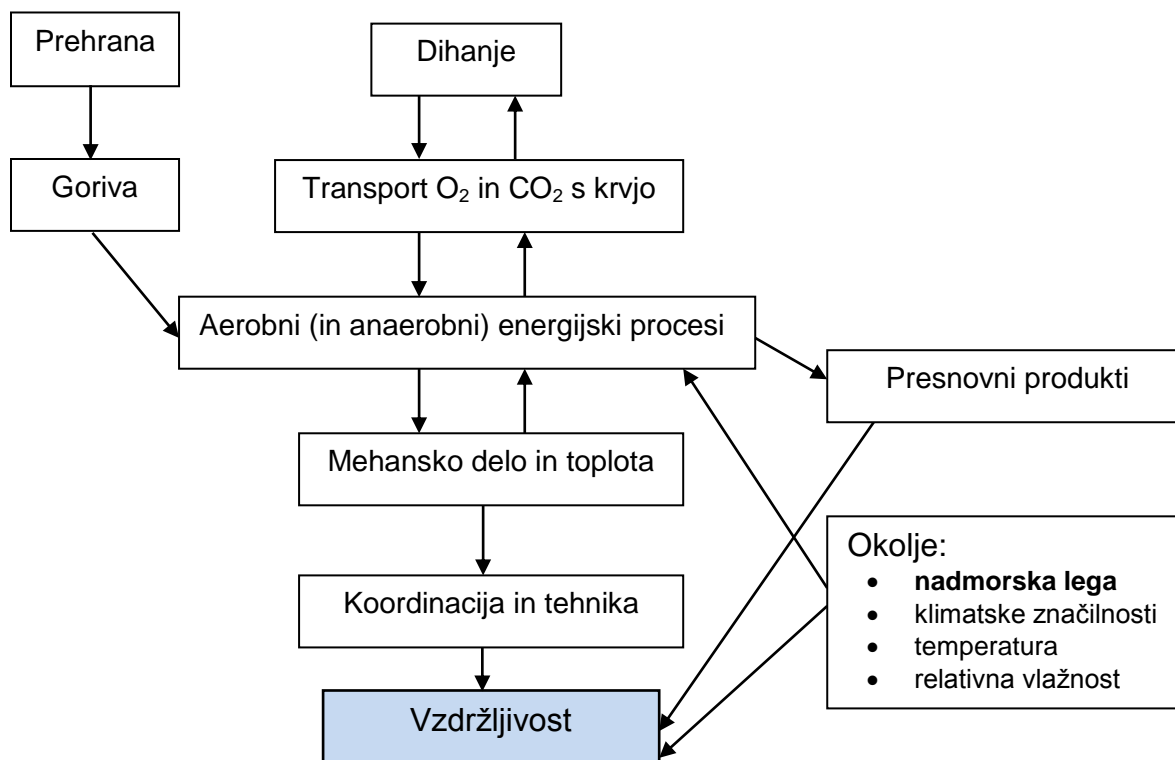 Prehrana
Dihanje
Goriva
Transport O₂ in CO₂ s krvjo
Aerobni (in anaerobni) energijski procesi
Presnovni produkti
Mehansko delo in toplota
Okolje:
• nadmorska lega
• klimatske značilnosti
• temperatura
• relativna vlažnost
Koordinacija in tehnika
Vzdržljivost